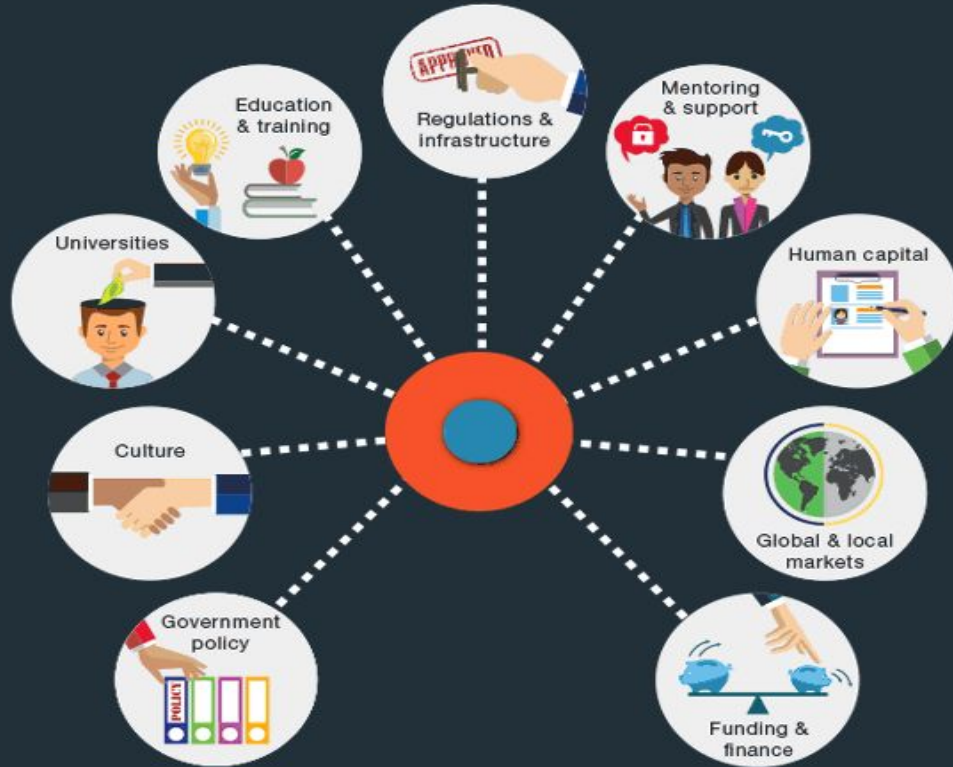 APPROVED
Regulations &
infrastructure
Education
& training
Mentoring
& support
Universities
Human capital
Culture
Global & local
markets
Government
policy
POLICY
Funding &
finance